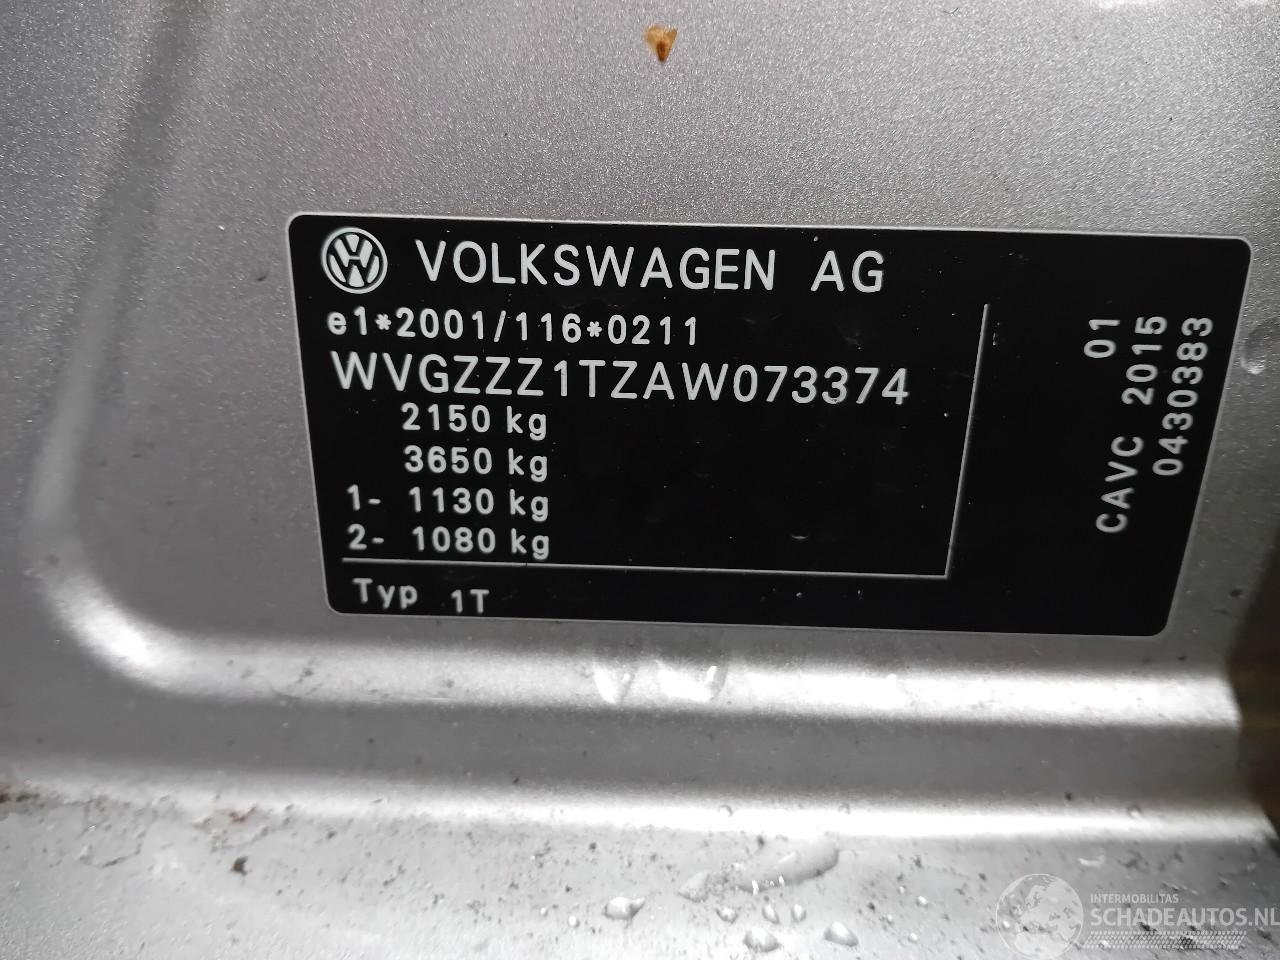 VOLKSWAGEN AG
e1*2001/116*0211
WVGZZZ1TZAW073374
2150 kg
3650 kg
1- 1130 kg
2- 1080 kg
Typ 1T
01
CAVC 2015
0430383
INTERMOBILITAS
SCHADEAUTOS.NL